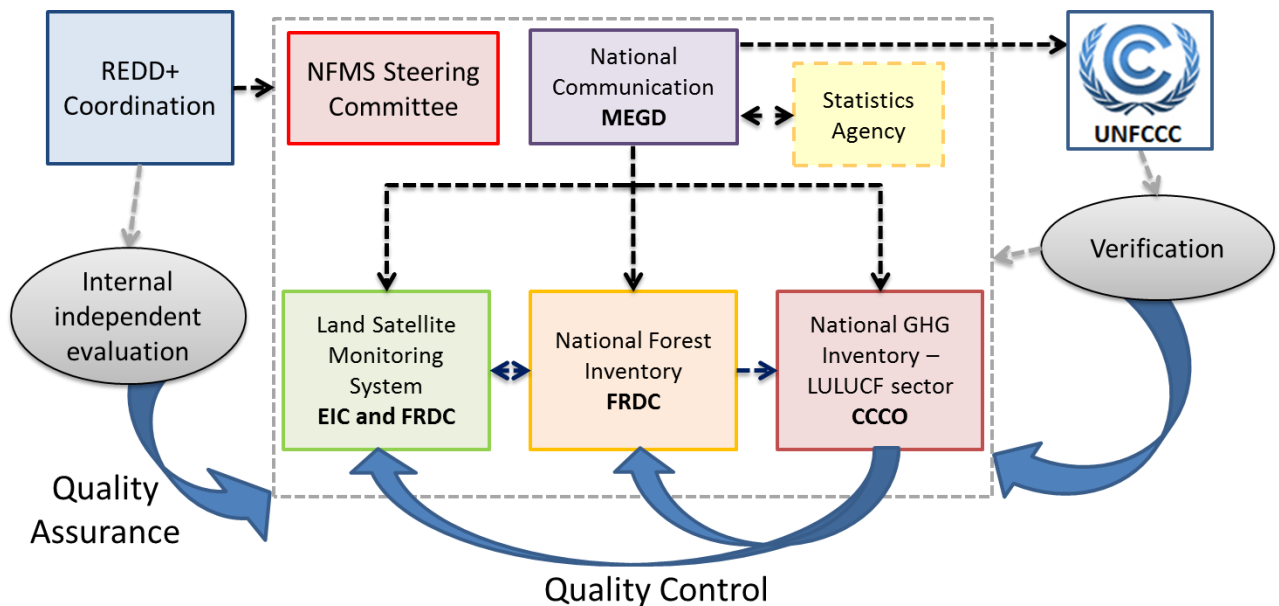 REDD+
Coordination
NFMS Steering
Committee
National
Communication
MEGD
Statistics
Agency
UNFCCC
Internal
independent
evaluation
Verification
Land Satellite
Monitoring
System
EIC and FRDC
National Forest
Inventory
FRDC
National GHG
Inventory –
LULUCF sector
CCCO
Quality
Assurance
Quality Control